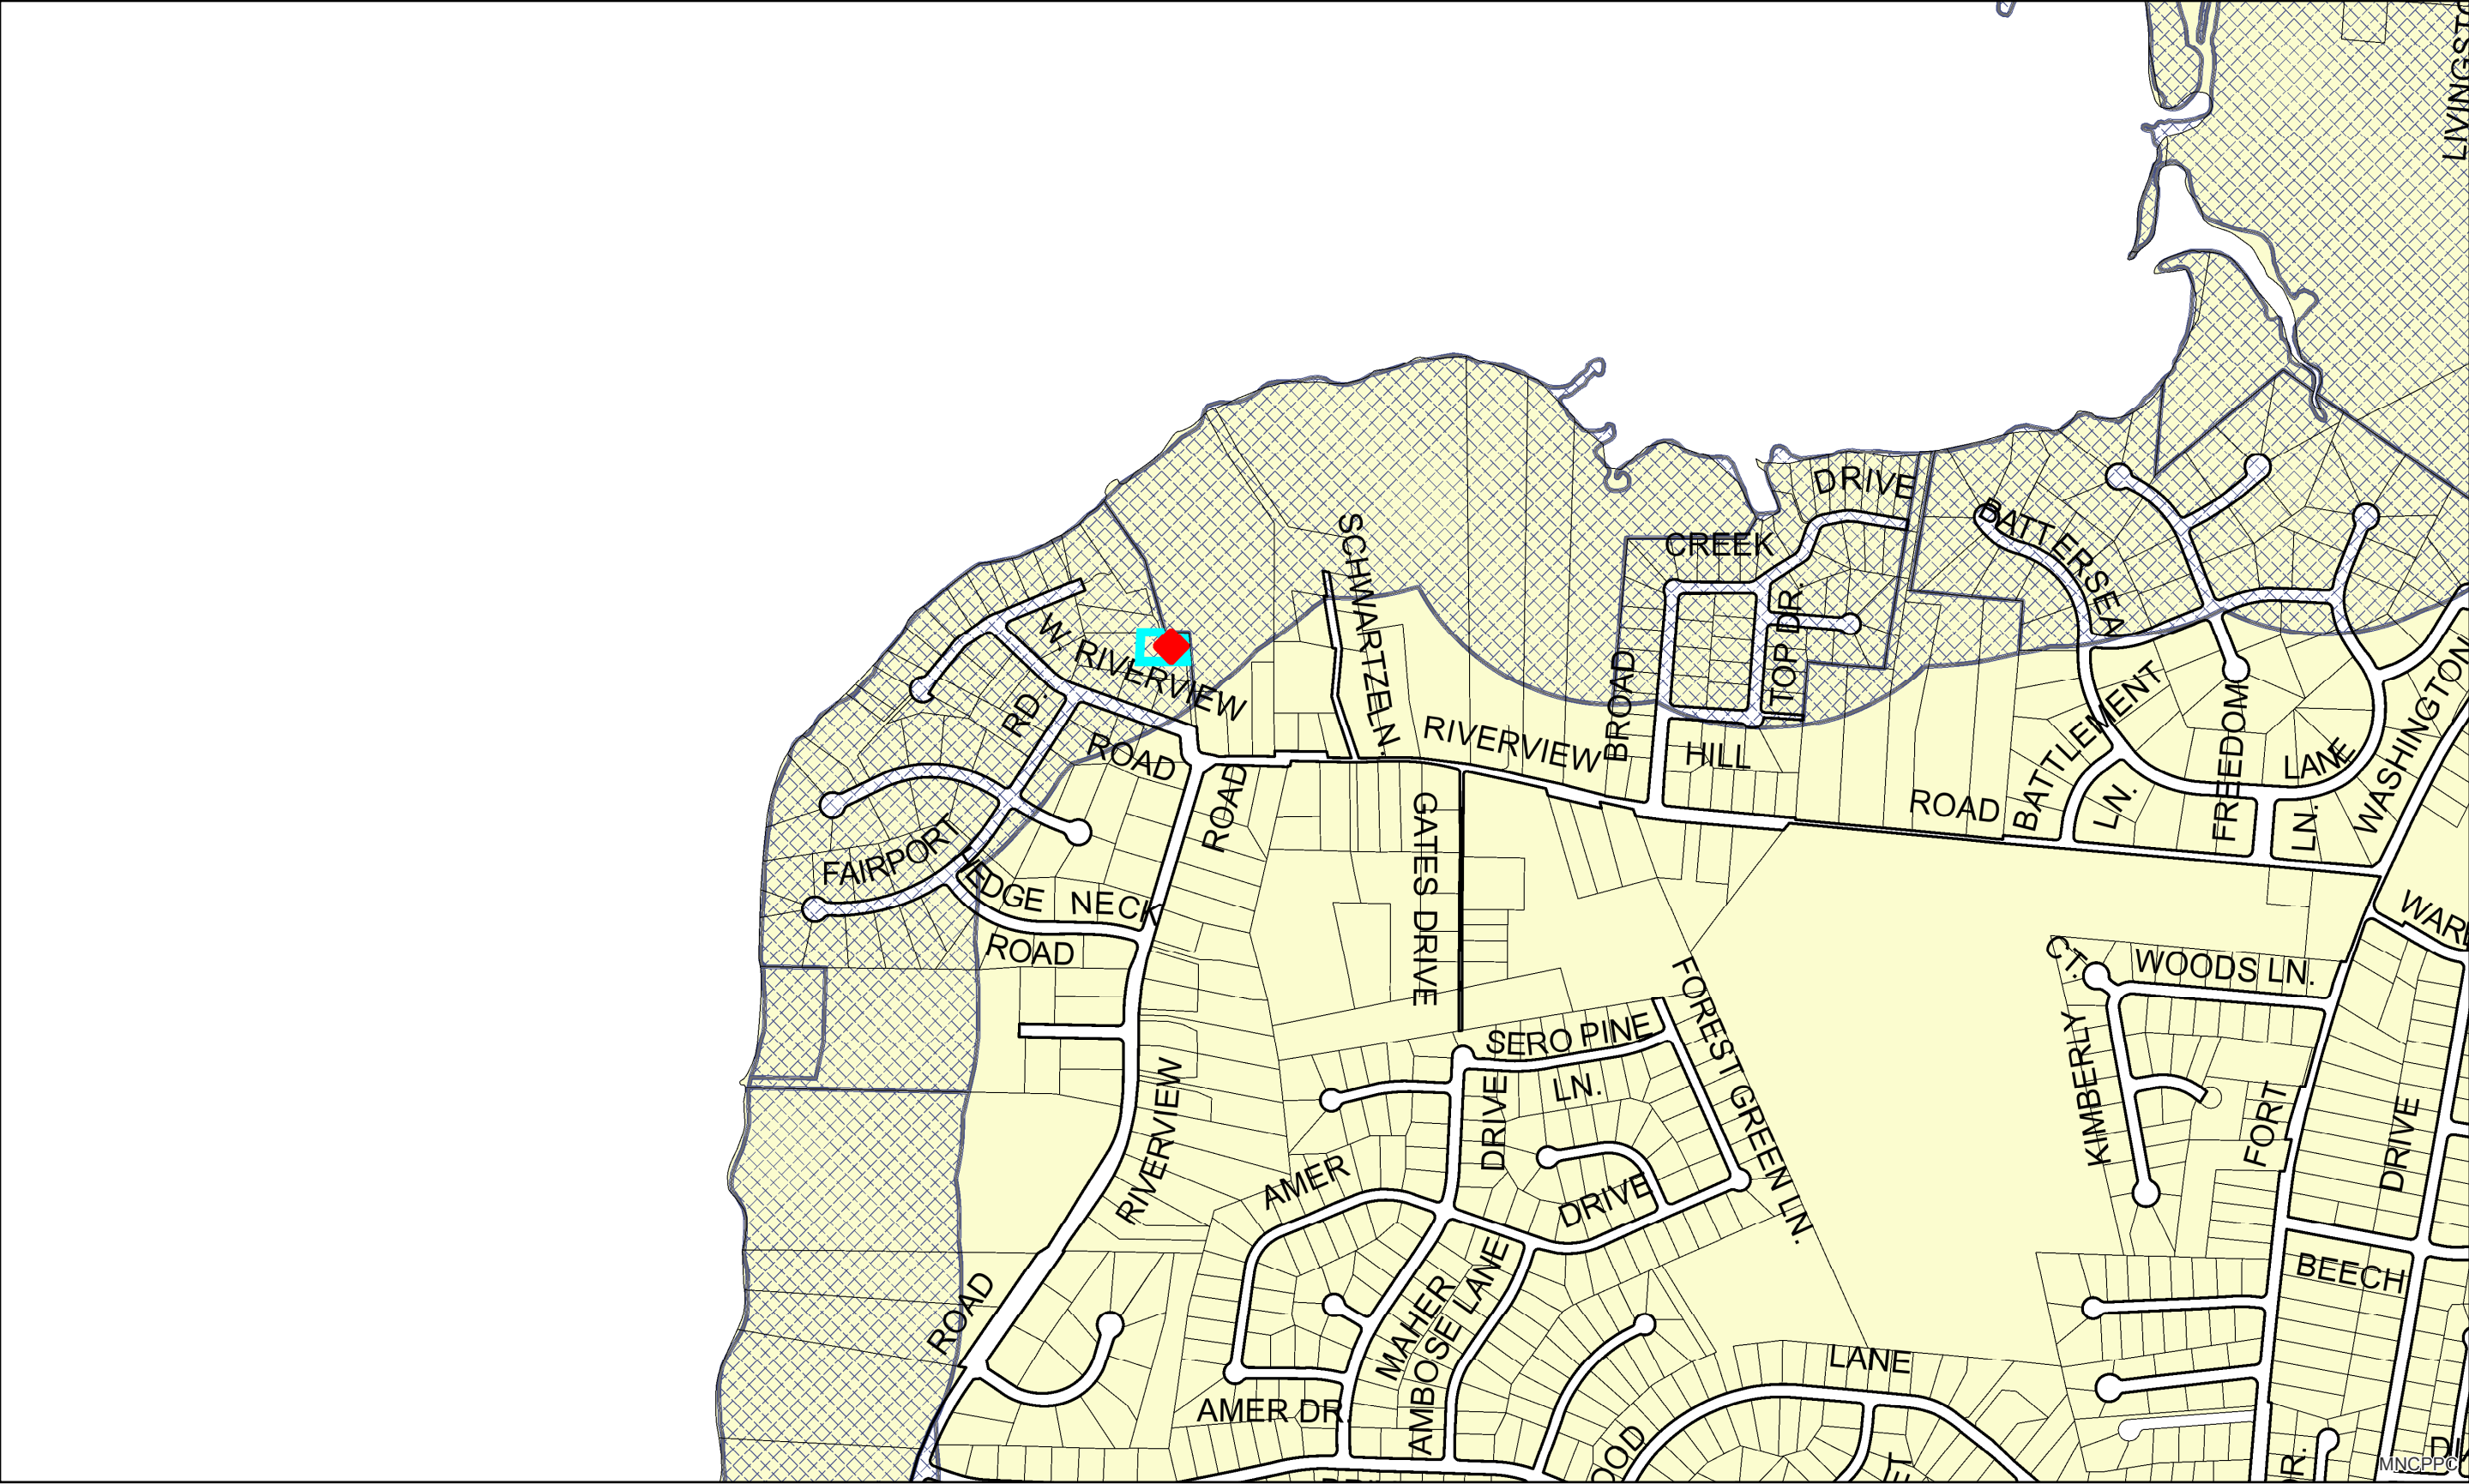 LIVINGSTO
DRIVE
BATTERSEA
CREEK
SCHWARTZ LN.
TOP DR.
W. RIVERVIEW
RD.
ROAD
RIVERVIEW
BROAD
HILL
ROAD
BATTLEMENT
LN.
FREEDOM
LANE
LN.
WASHINGTON
ROAD
GATES DRIVE
FAIRPORT
EDGE NECK
ROAD
CT.
WOODS LN.
FOREST GREEN LN.
SERO PINE
LN.
DRIVE
KIMBERLY
FORT
DRIVE
RIVERVIEW
AMER
DRIVE
BEECH
ROAD
MAHER
AMBOSE LANE
LANE
AMER DR.
OOD
DR.
MNCPPC